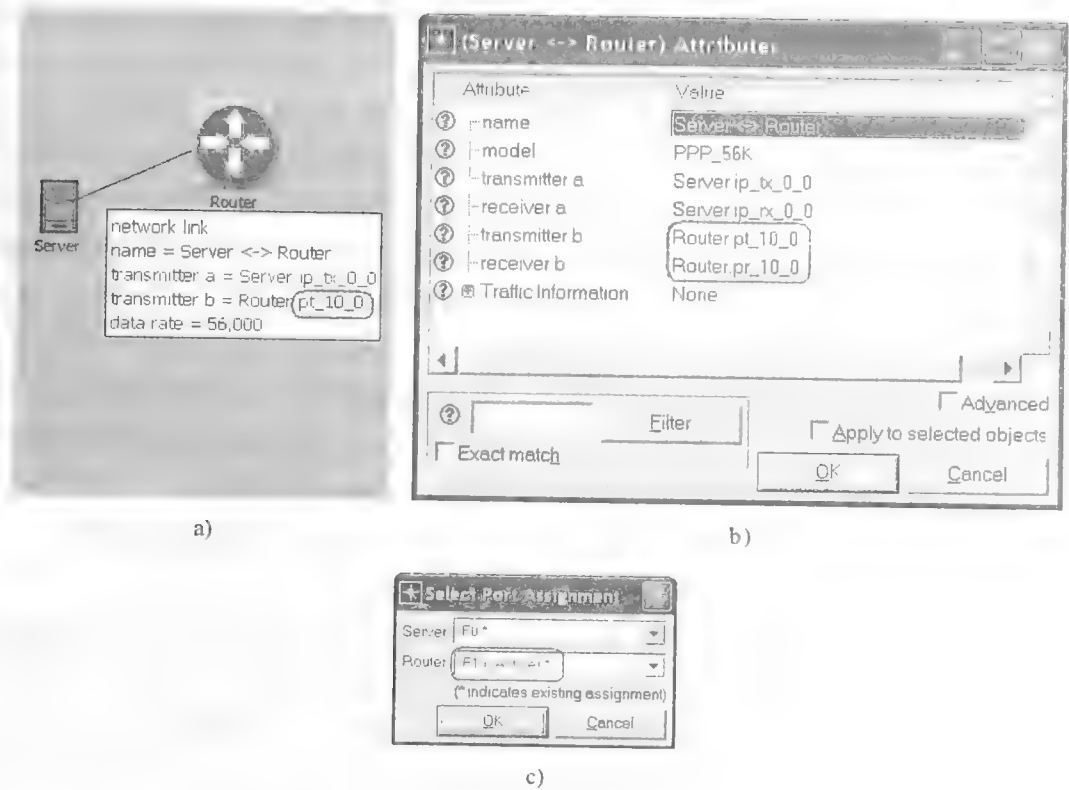 Router
Server
network link
name = Server <-> Router
transmitter a = Server ip_tx_0_0
transmitter b = Router pt_10_0
data rate = 56,000
a)
(Server <-> Router) Attributes
Attribute Value
name Server <-> Router
model PPP_56K
transmitter a Server ip_tx_0_0
receiver a Server ip_rx_0_0
transmitter b Router pt_10_0
receiver b Router.pr_10_0
Traffic Information None
Advanced
Filter
Apply to selected objects
Exact match
OK Cancel
b)
Select Port Assignment
Server
Router
(* indicates existing assignment)
OK Cancel
c)